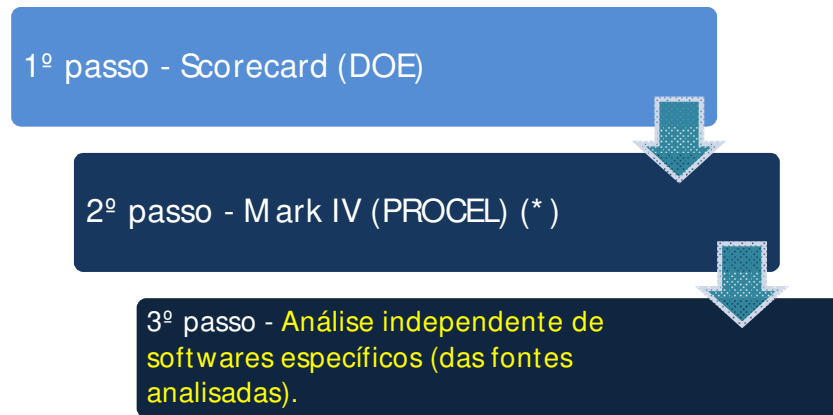 1º passo - Scorecard (DOE)
2º passo - Mark IV (PROCEL) (*)
3º passo - Análise independente de
softwares específicos (das fontes
analisadas).